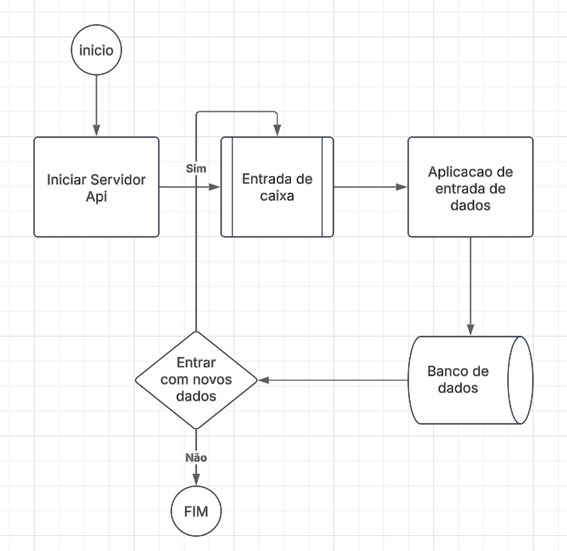 inicio
Iniciar Servidor
Api
Sim
Entrada de
caixa
Aplicacao de
entrada de
dados
Banco de
dados
Entrar
com novos
dados
Não
FIM